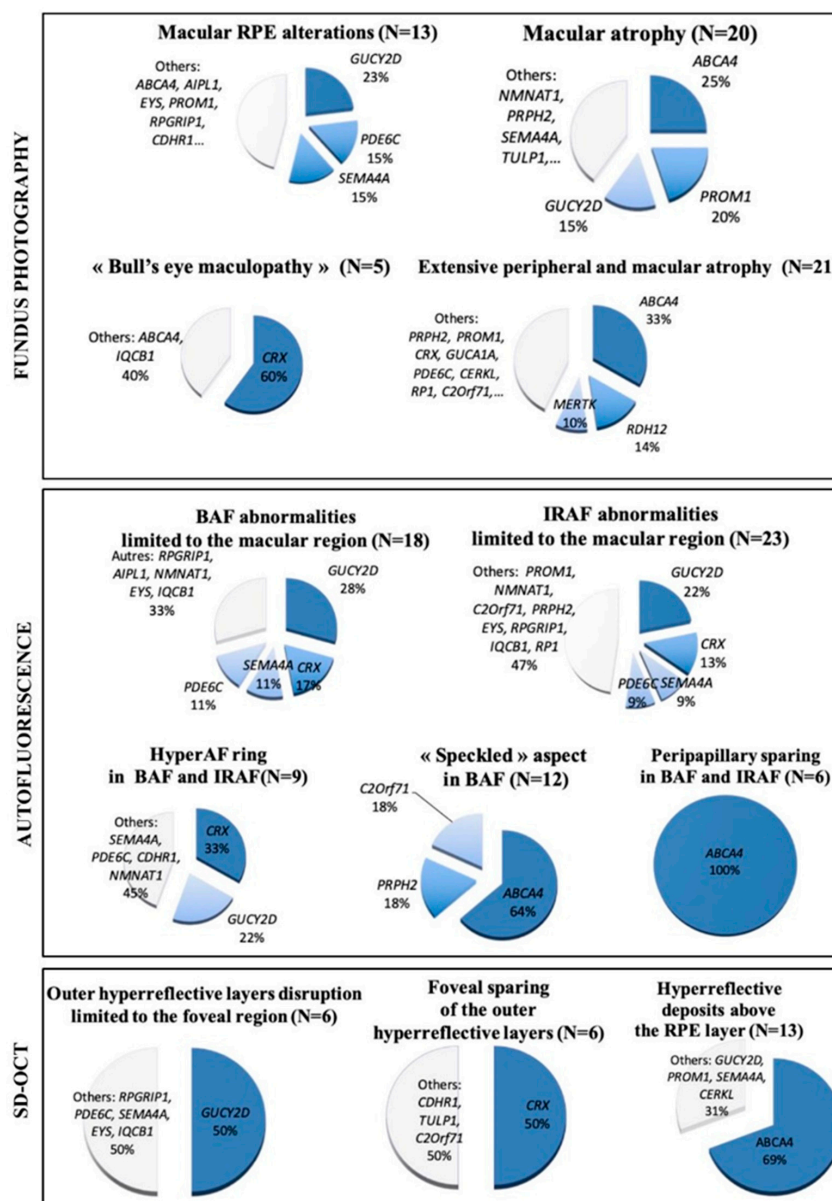 FUNDUS PHOTOGRAPHY
Macular RPE alterations (N=13)
Others:
ABCA4, AIPL1,
EYS, PROM1,
RPGRIP1,
CDHR1...
GUCY2D
23%
PDE6C
15%
SEMA4A
15%
Macular atrophy (N=20)
Others:
NMNAT1,
PRPH2,
SEMA4A,
TULP1,...
ABCA4
25%
PROM1
20%
GUCY2D
15%
« Bull's eye maculopathy » (N=5)
Others: ABCA4,
IQCB1
40%
CRX
60%
Extensive peripheral and macular atrophy (N=21
Others:
PRPH2, PROM1,
CRX, GUCA1A,
PDE6C, CERKL,
RP1, C2Orf71,...
ABCA4
33%
MERTK
10%
RDH12
14%
AUTOFLUORESCENCE
BAF abnormalities
limited to the macular region (N=18)
Autres: RPGRIP1,
AIPL1, NMNAT1,
EYS, IQCB1
33%
GUCY2D
28%
SEMA4A
11%
CRX
17%
PDE6C
11%
IRAF abnormalities
limited to the macular region (N=23)
Others: PROM1,
NMNAT1,
C2Orf71, PRPH2,
EYS, RPGRIP1,
IQCB1, RP1
47%
GUCY2D
22%
CRX
13%
PDE6C
9%
SEMA4A
9%
HyperAF ring
in BAF and IRAF(N=9)
Others:
SEMA4A,
PDE6C, CDHR1,
NMNAT1
45%
CRX
33%
GUCY2D
22%
« Speckled » aspect
in BAF (N=12)
C2Orf71
18%
PRPH2
18%
ABCA4
64%
Peripapillary sparing
in BAF and IRAF (N=6)
ABCA4
100%
SD-OCT
Outer hyperreflective layers disruption
limited to the foveal region (N=6)
Others: RPGRIP1,
PDE6C, SEMA4A,
EYS, IQCB1
50%
GUCY2D
50%
Foveal sparing
of the outer
hyperreflective layers (N=6)
Others:
CDHR1,
TULP1,
C2Orf71
50%
CRX
50%
Hyperreflective
deposits above
the RPE layer (N=13)
Others: GUCY2D,
PROM1, SEMA4A,
CERKL
31%
ABCA4
69%